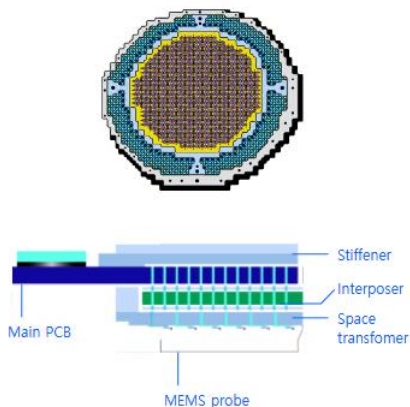 Stiffener
Interposer
Main PCB
Space
transfomer
MEMS probe